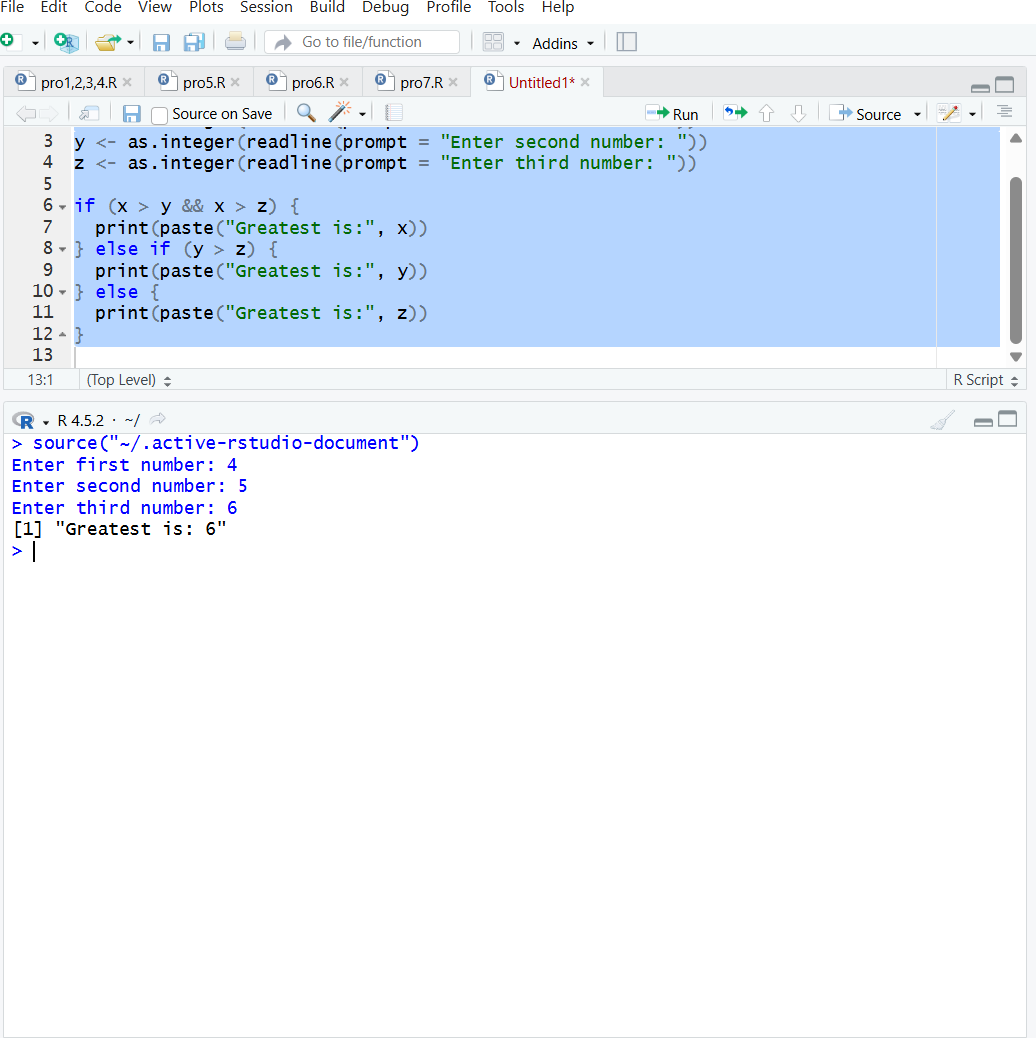 File Edit Code View Plots Session Build Debug Profile Tools Help
Go to file/function Addins
pro1,2,3,4.R pro5.R pro6.R pro7.R Untitled1*
Source on Save Run Source
3 y <- as.integer(readline(prompt = "Enter second number: "))
4 z <- as.integer(readline(prompt = "Enter third number: "))
5
6 if (x > y && x > z) {
7 print(paste("Greatest is:", x))
8 } else if (y > z) {
9 print(paste("Greatest is:", y))
10 } else {
11 print(paste("Greatest is:", z))
12 }
13
13:1 (Top Level) R Script
R R 4.5.2 · ~/
> source("~/.active-rstudio-document")
Enter first number: 4
Enter second number: 5
Enter third number: 6
[1] "Greatest is: 6"
>